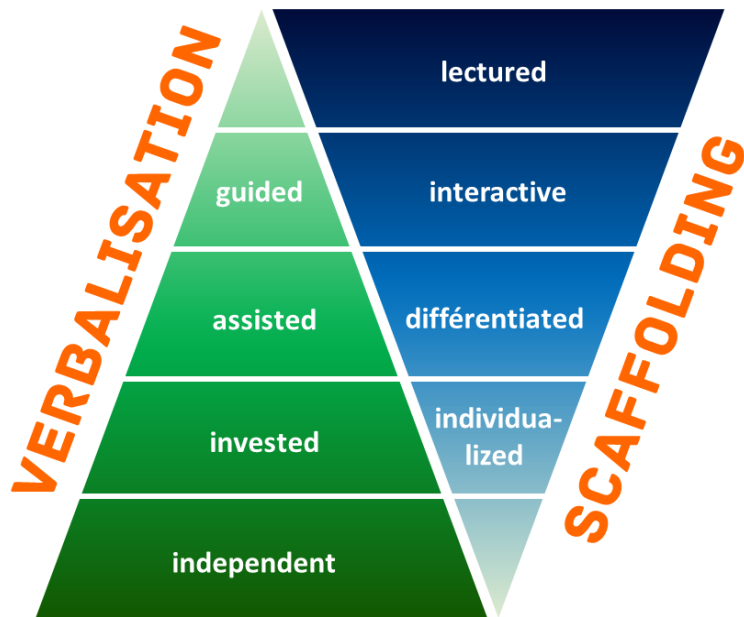 VERBALISATION
guided
assisted
invested
independent
lectured
interactive
différentiated
individua-
lized
SCAFFOLDING